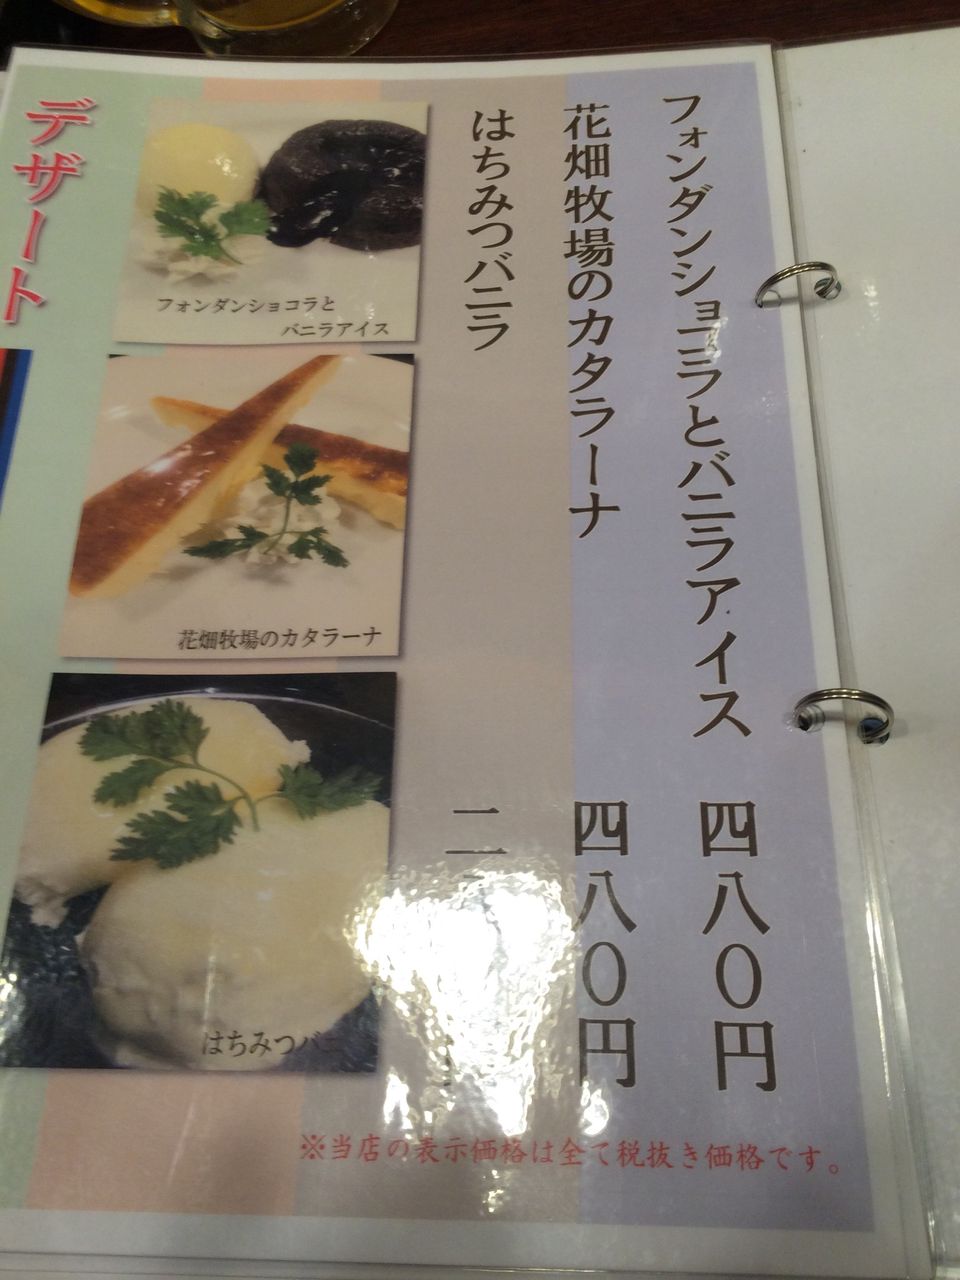 フォンダンショコラとバニラアイス 四八〇円
花畑牧場のカタラーナ 四八〇円
はちみつバニラ 二
デザート
フォンダンショコラと
バニラアイス
花畑牧場のカタラーナ
はちみつバニ
※当店の表示価格は全て税抜き価格です。